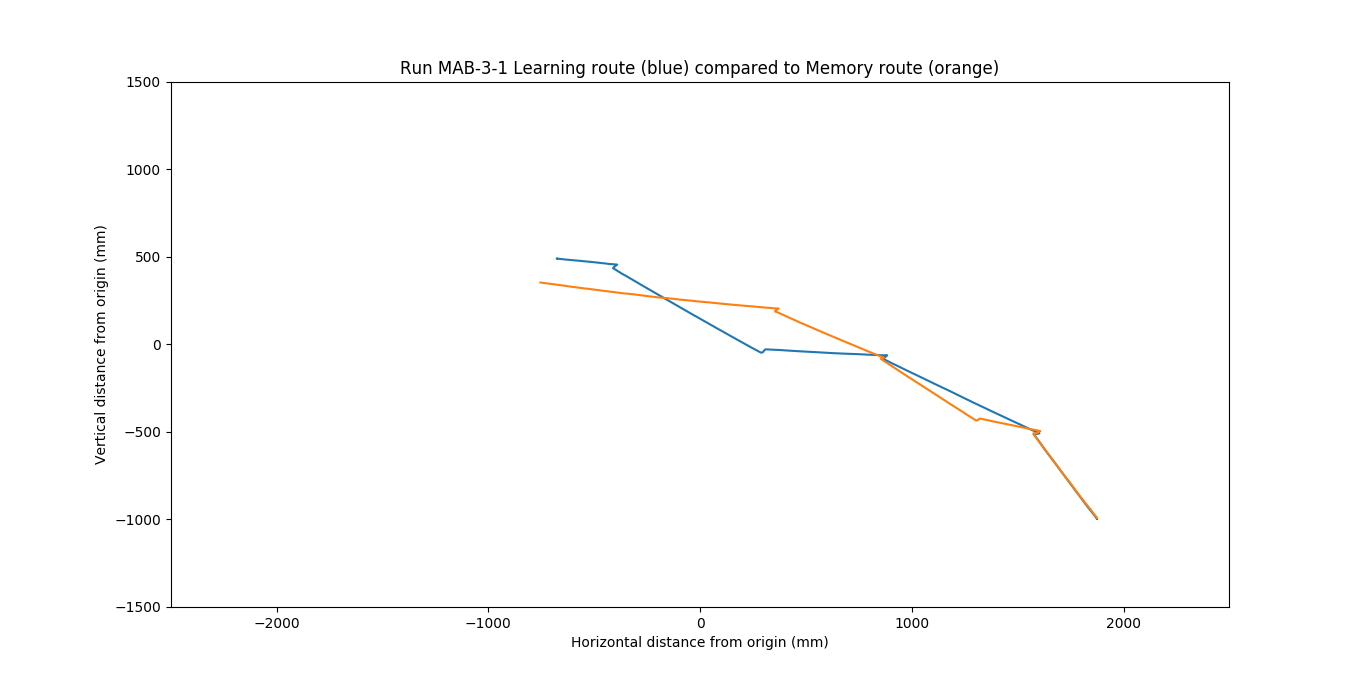 Run MAB-3-1 Learning route (blue) compared to Memory route (orange)
1500
1000
500
0
−500
−1000
−1500
Vertical distance from origin (mm)
−2000 −1000 0 1000 2000
Horizontal distance from origin (mm)